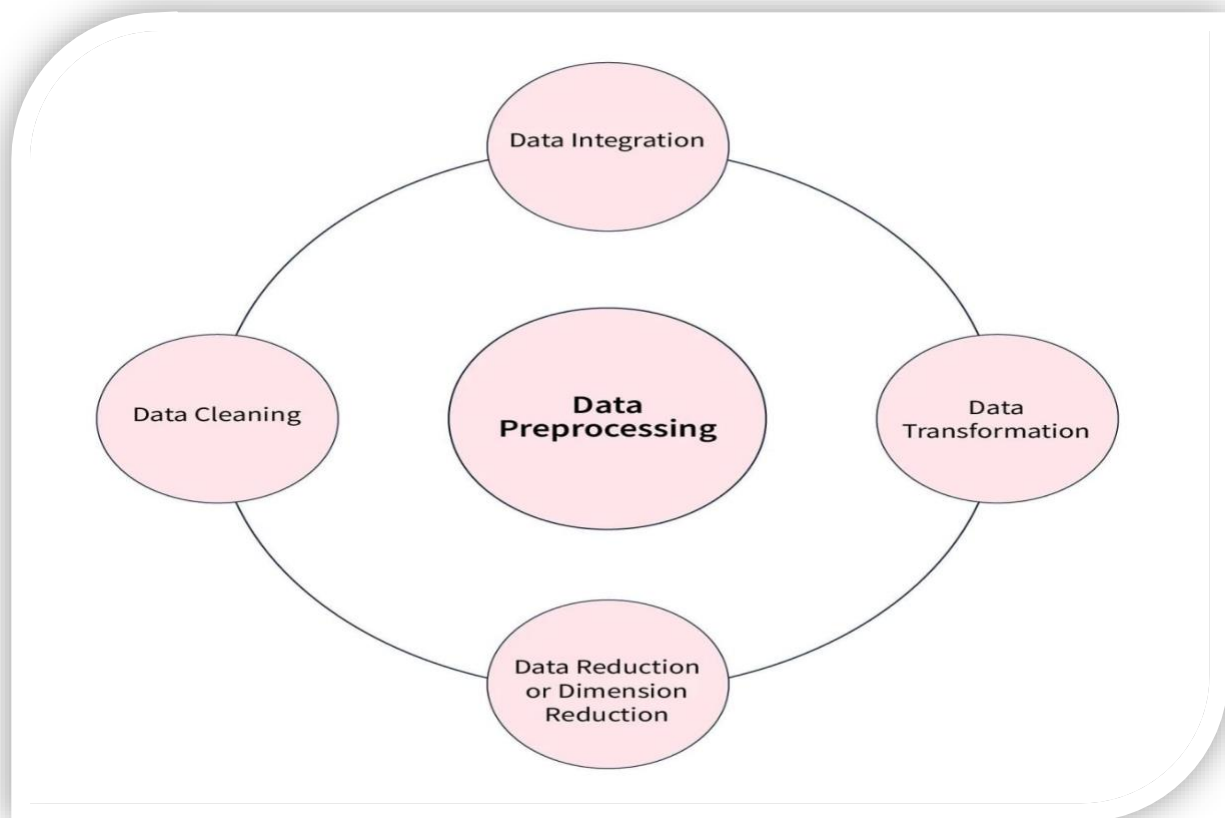 Data Integration
Data Cleaning
Data
Preprocessing
Data
Transformation
Data Reduction
or Dimension
Reduction